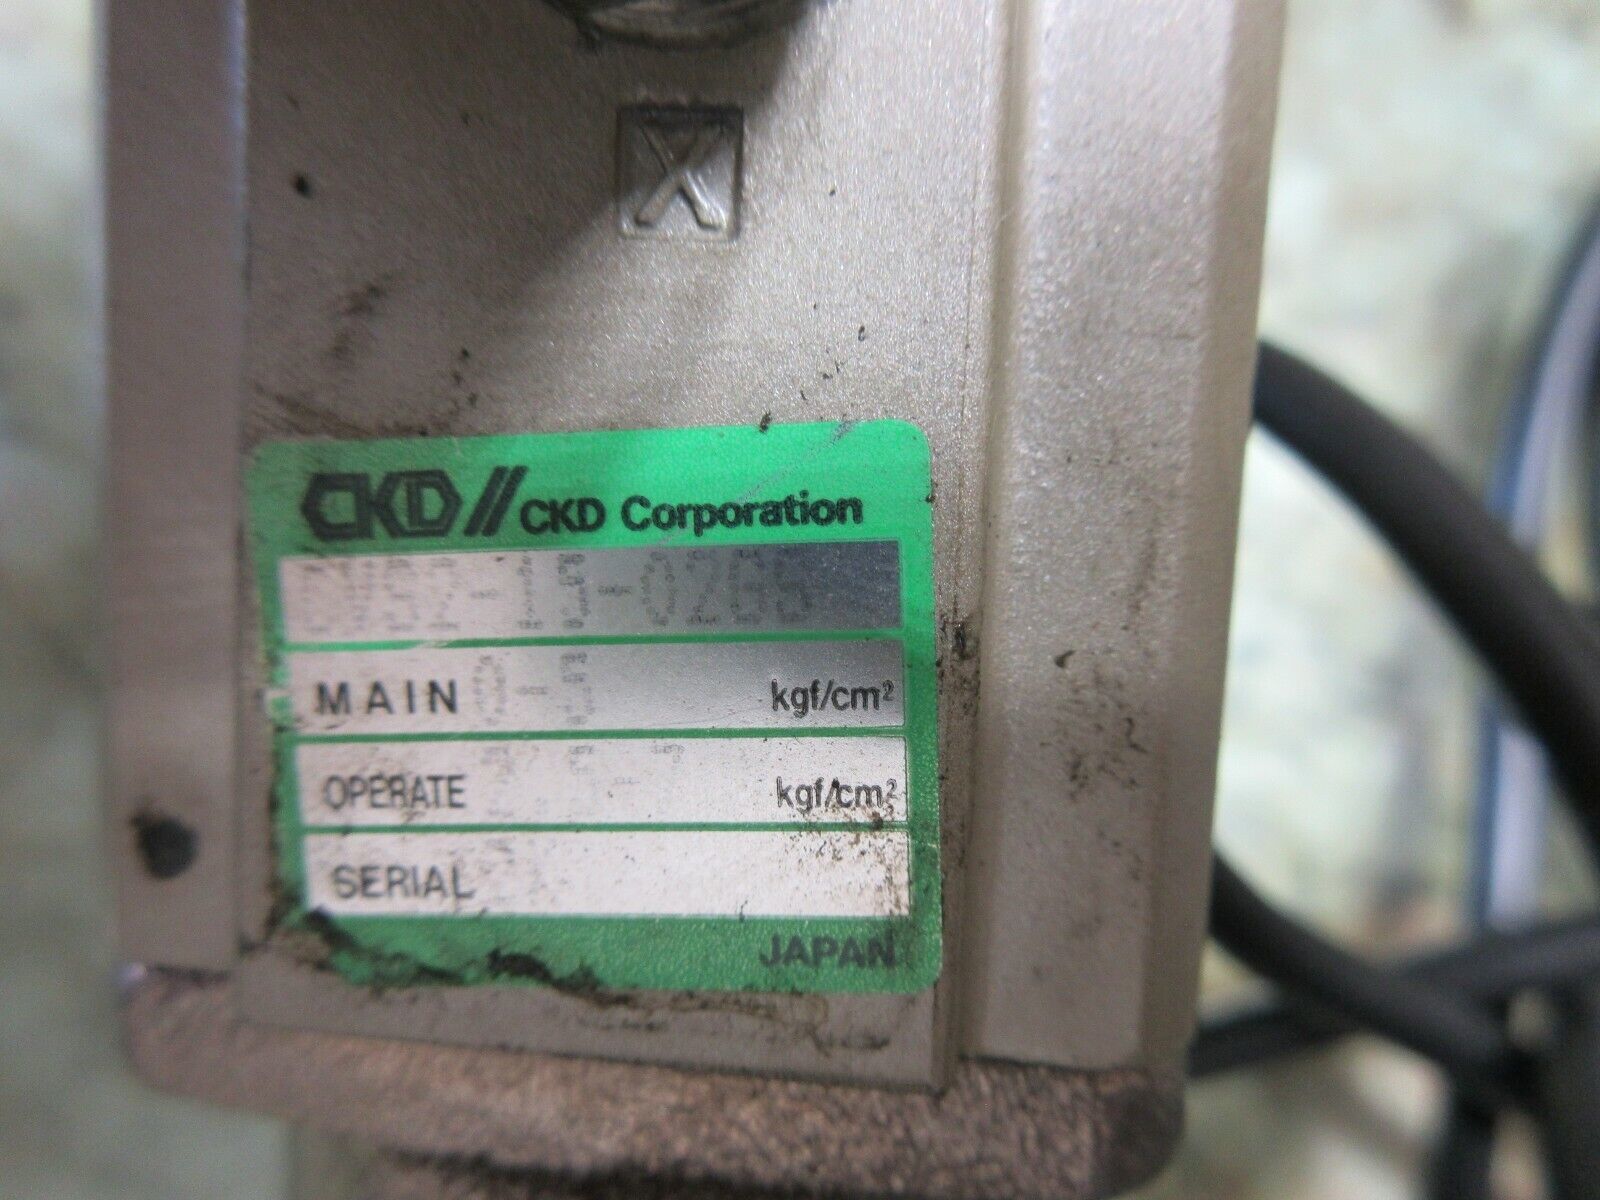 X
CKD CKD Corporation
MAIN kgf/cm²
OPERATE kgf/cm²
SERIAL
JAPAN